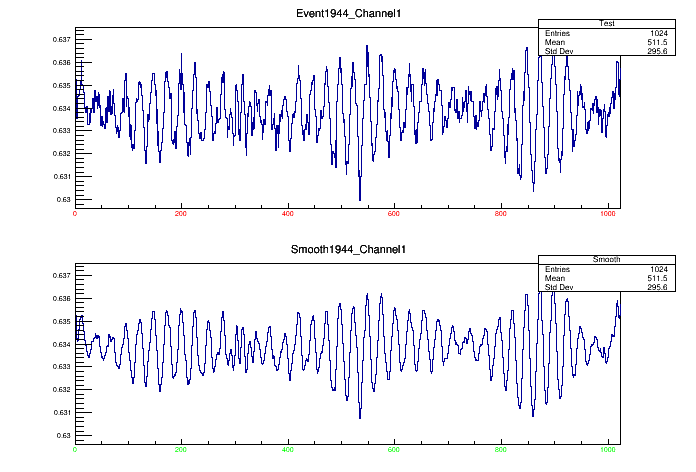 Event1944_Channel1
Test
Entries 1024
Mean 511.5
Std Dev 295.6
0.637
0.636
0.635
0.634
0.633
0.632
0.631
0.63
0 200 400 600 800 1000
Smooth1944_Channel1
Smooth
Entries 1024
Mean 511.5
Std Dev 295.6
0.637
0.636
0.635
0.634
0.633
0.632
0.631
0.63
0 200 400 600 800 1000